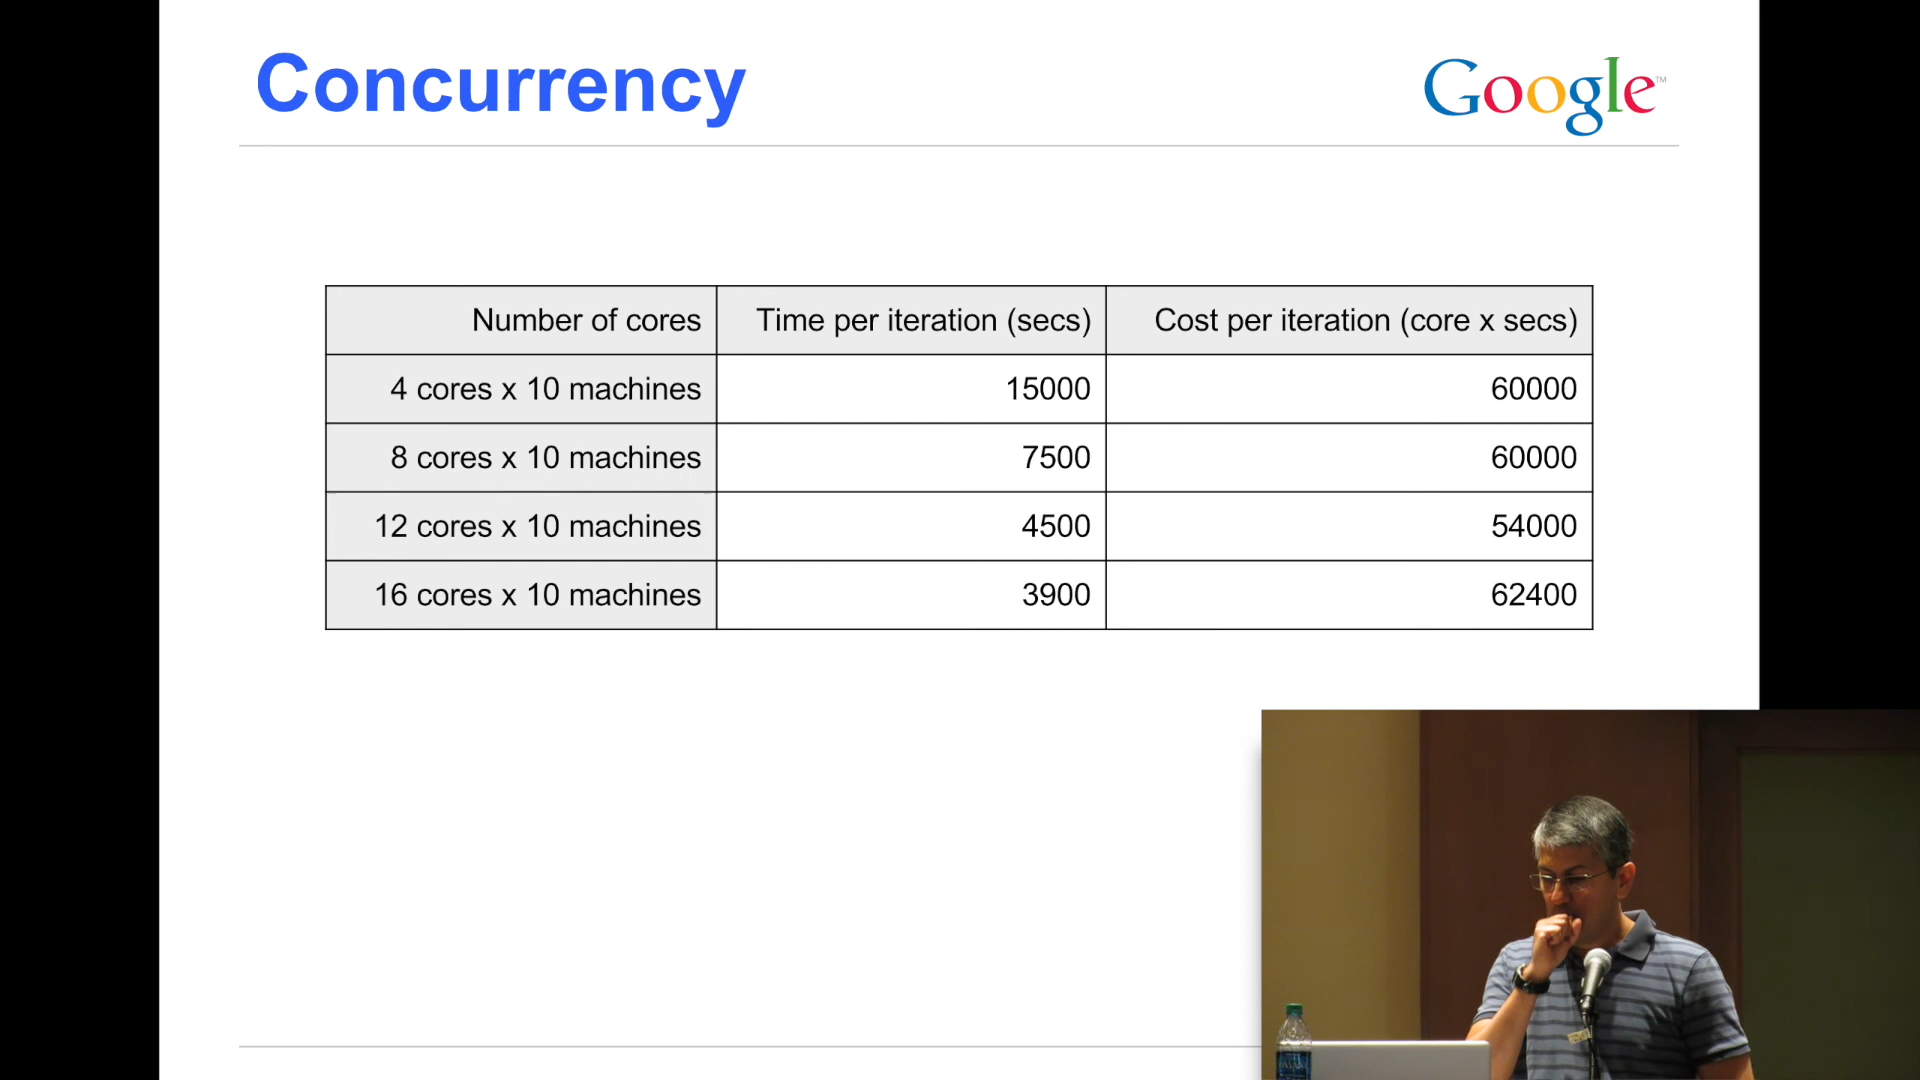 Concurrency
Google™
Number of cores Time per iteration (secs) Cost per iteration (core x secs)
4 cores x 10 machines 15000 60000
8 cores x 10 machines 7500 60000
12 cores x 10 machines 4500 54000
16 cores x 10 machines 3900 62400